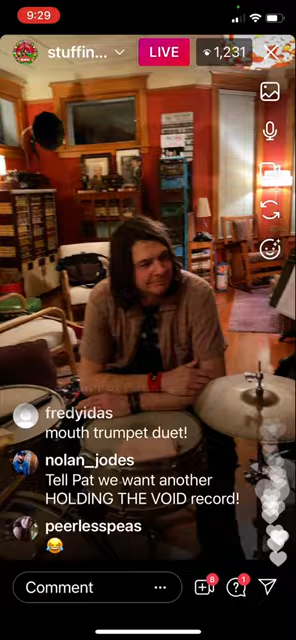 9:29
stuffin...
LIVE
1,231
fredyidas
mouth trumpet duet!
nolan_jodes
Tell Pat we want another
HOLDING THE VOID record!
peerlesspeas
😂
Comment
8
1